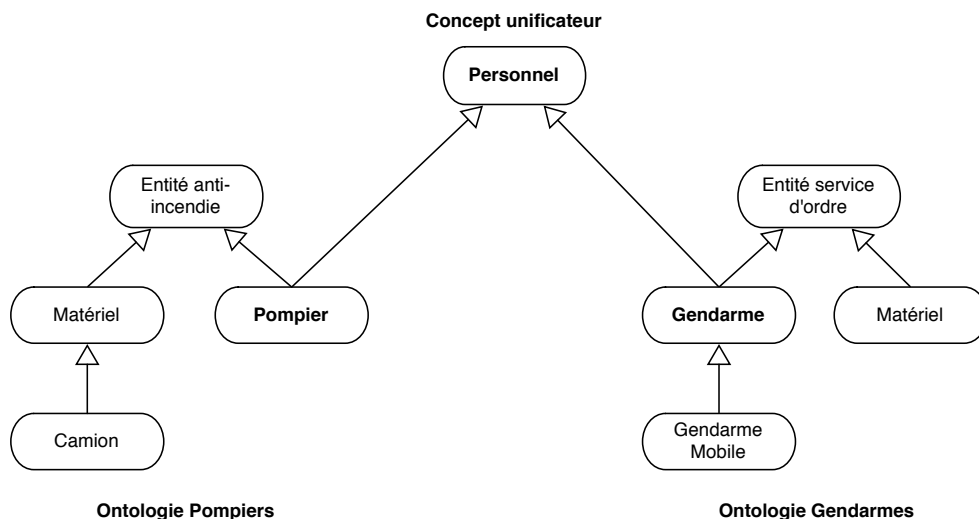 Concept unificateur
Personnel
Entité anti-
incendie
Entité service
d'ordre
Matériel
Pompier
Gendarme
Matériel
Camion
Gendarme
Mobile
Ontologie Pompiers
Ontologie Gendarmes